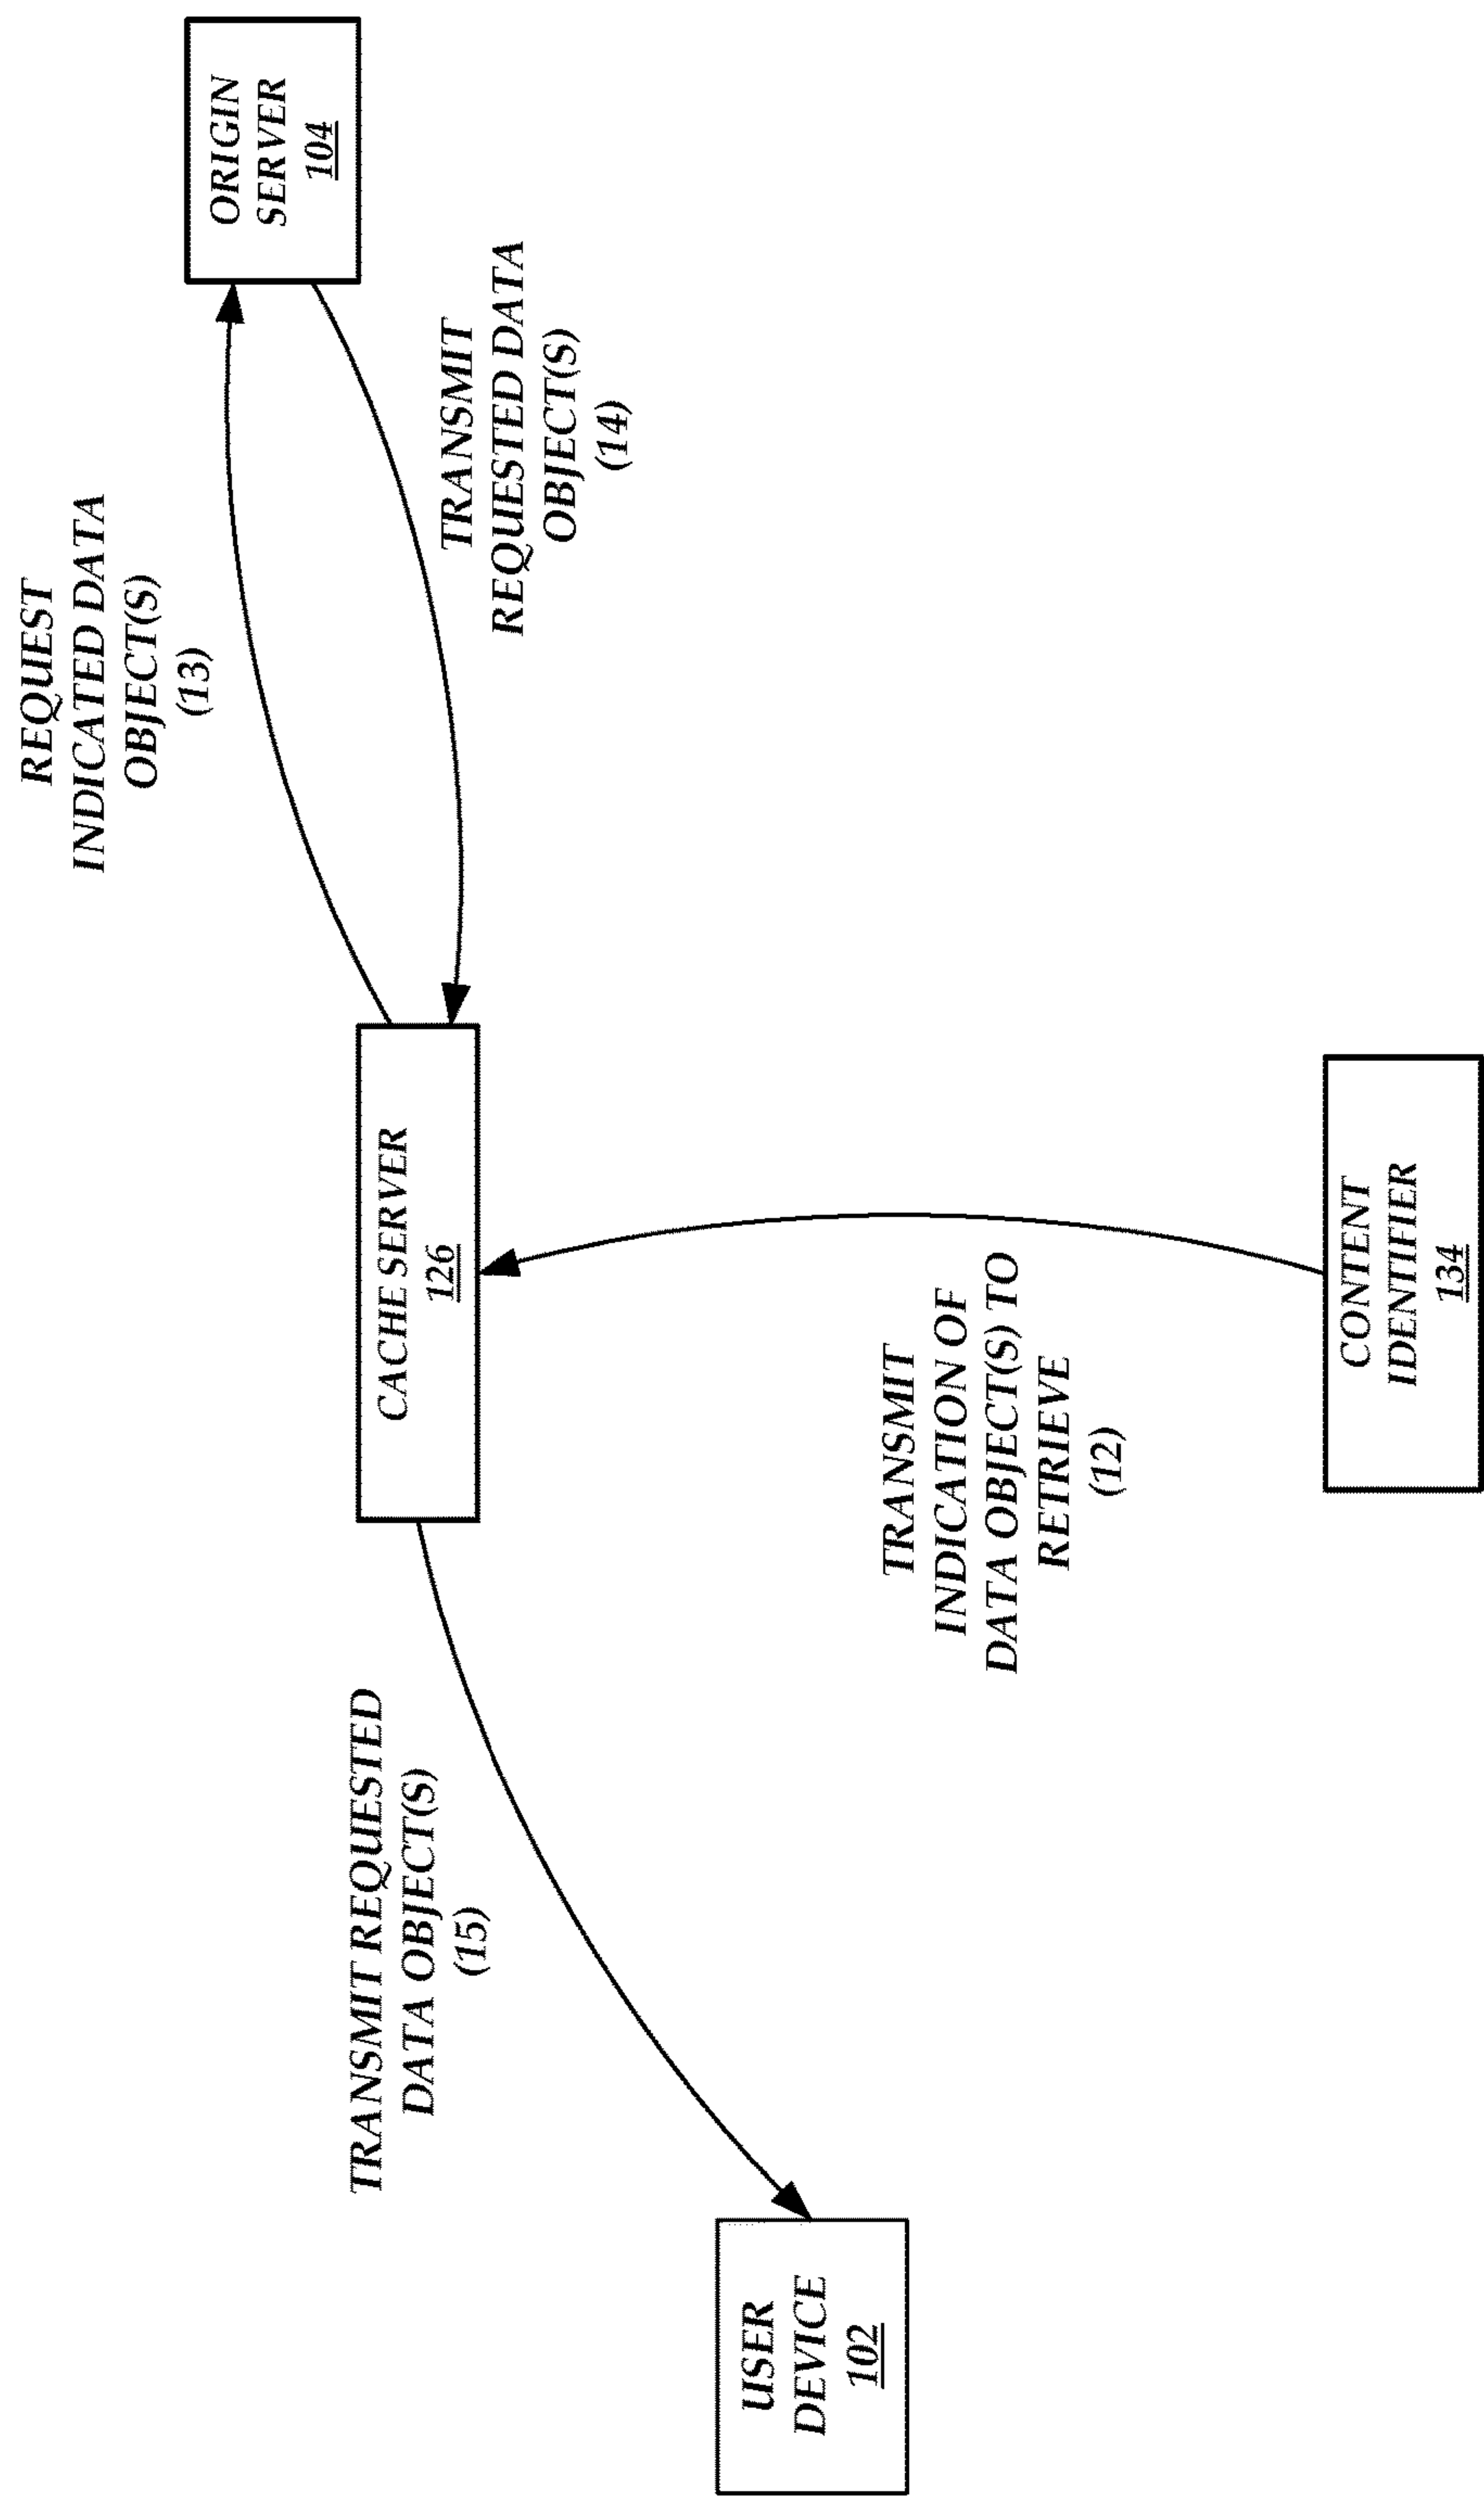 REQUEST
INDICATED DATA
OBJECT(S)
(13)
ORIGIN
SERVER
104
TRANSMIT REQUESTED
DATA OBJECT(S)
(15)
CACHE SERVER
126
TRANSMIT
REQUESTED DATA
OBJECT(S)
(14)
USER
DEVICE
102
TRANSMIT
INDICATION OF
DATA OBJECT(S) TO
RETRIEVE
(12)
CONTENT
IDENTIFIER
134